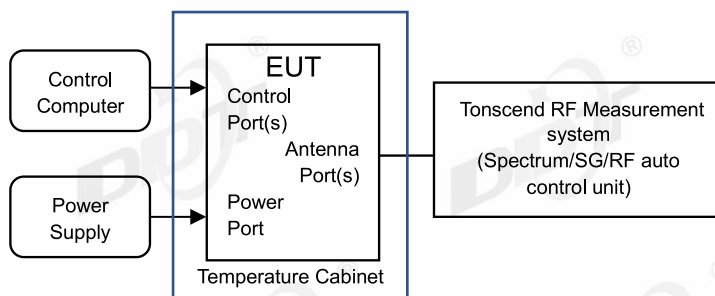 Control
Computer
Power
Supply
EUT
Control
Port(s)
Antenna
Port(s)
Power
Port
Temperature Cabinet
Tonscend RF Measurement
system
(Spectrum/SG/RF auto
control unit)